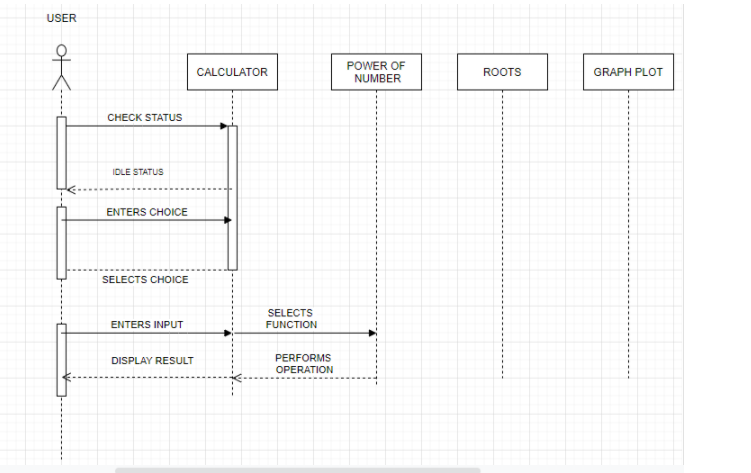 USER
CALCULATOR
POWER OF
NUMBER
ROOTS
GRAPH PLOT
CHECK STATUS
IDLE STATUS
ENTERS CHOICE
SELECTS CHOICE
ENTERS INPUT
SELECTS
FUNCTION
DISPLAY RESULT
PERFORMS
OPERATION